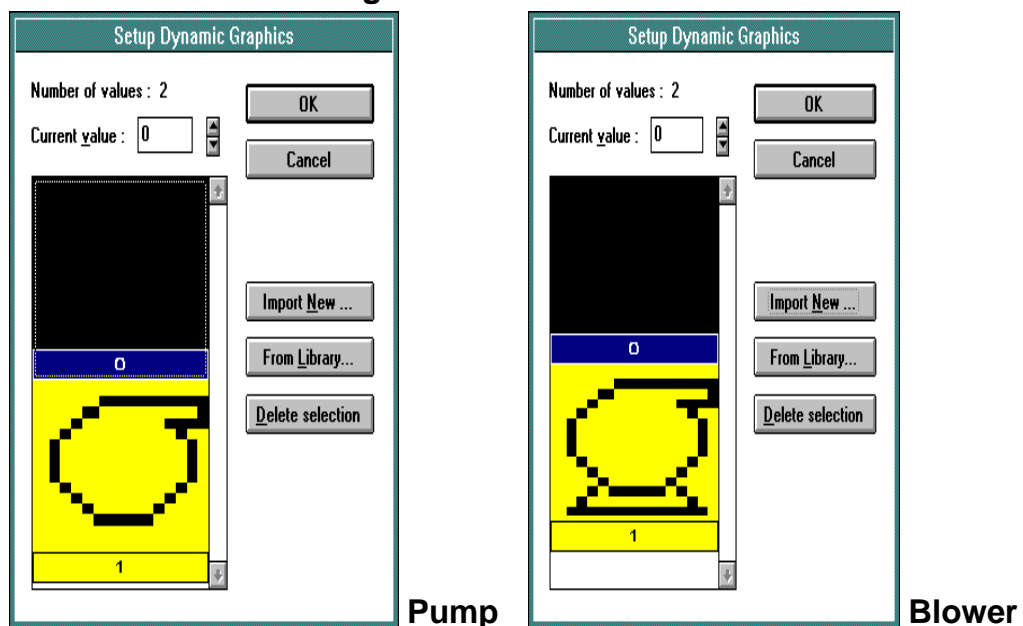 Setup Dynamic Graphics
Number of values : 2
OK
Current value :
0
Cancel
Import New ...
0
From Library...
Delete selection
1
Pump
Setup Dynamic Graphics
Number of values : 2
OK
Current value :
0
Cancel
Import New ...
0
From Library...
Delete selection
1
Blower